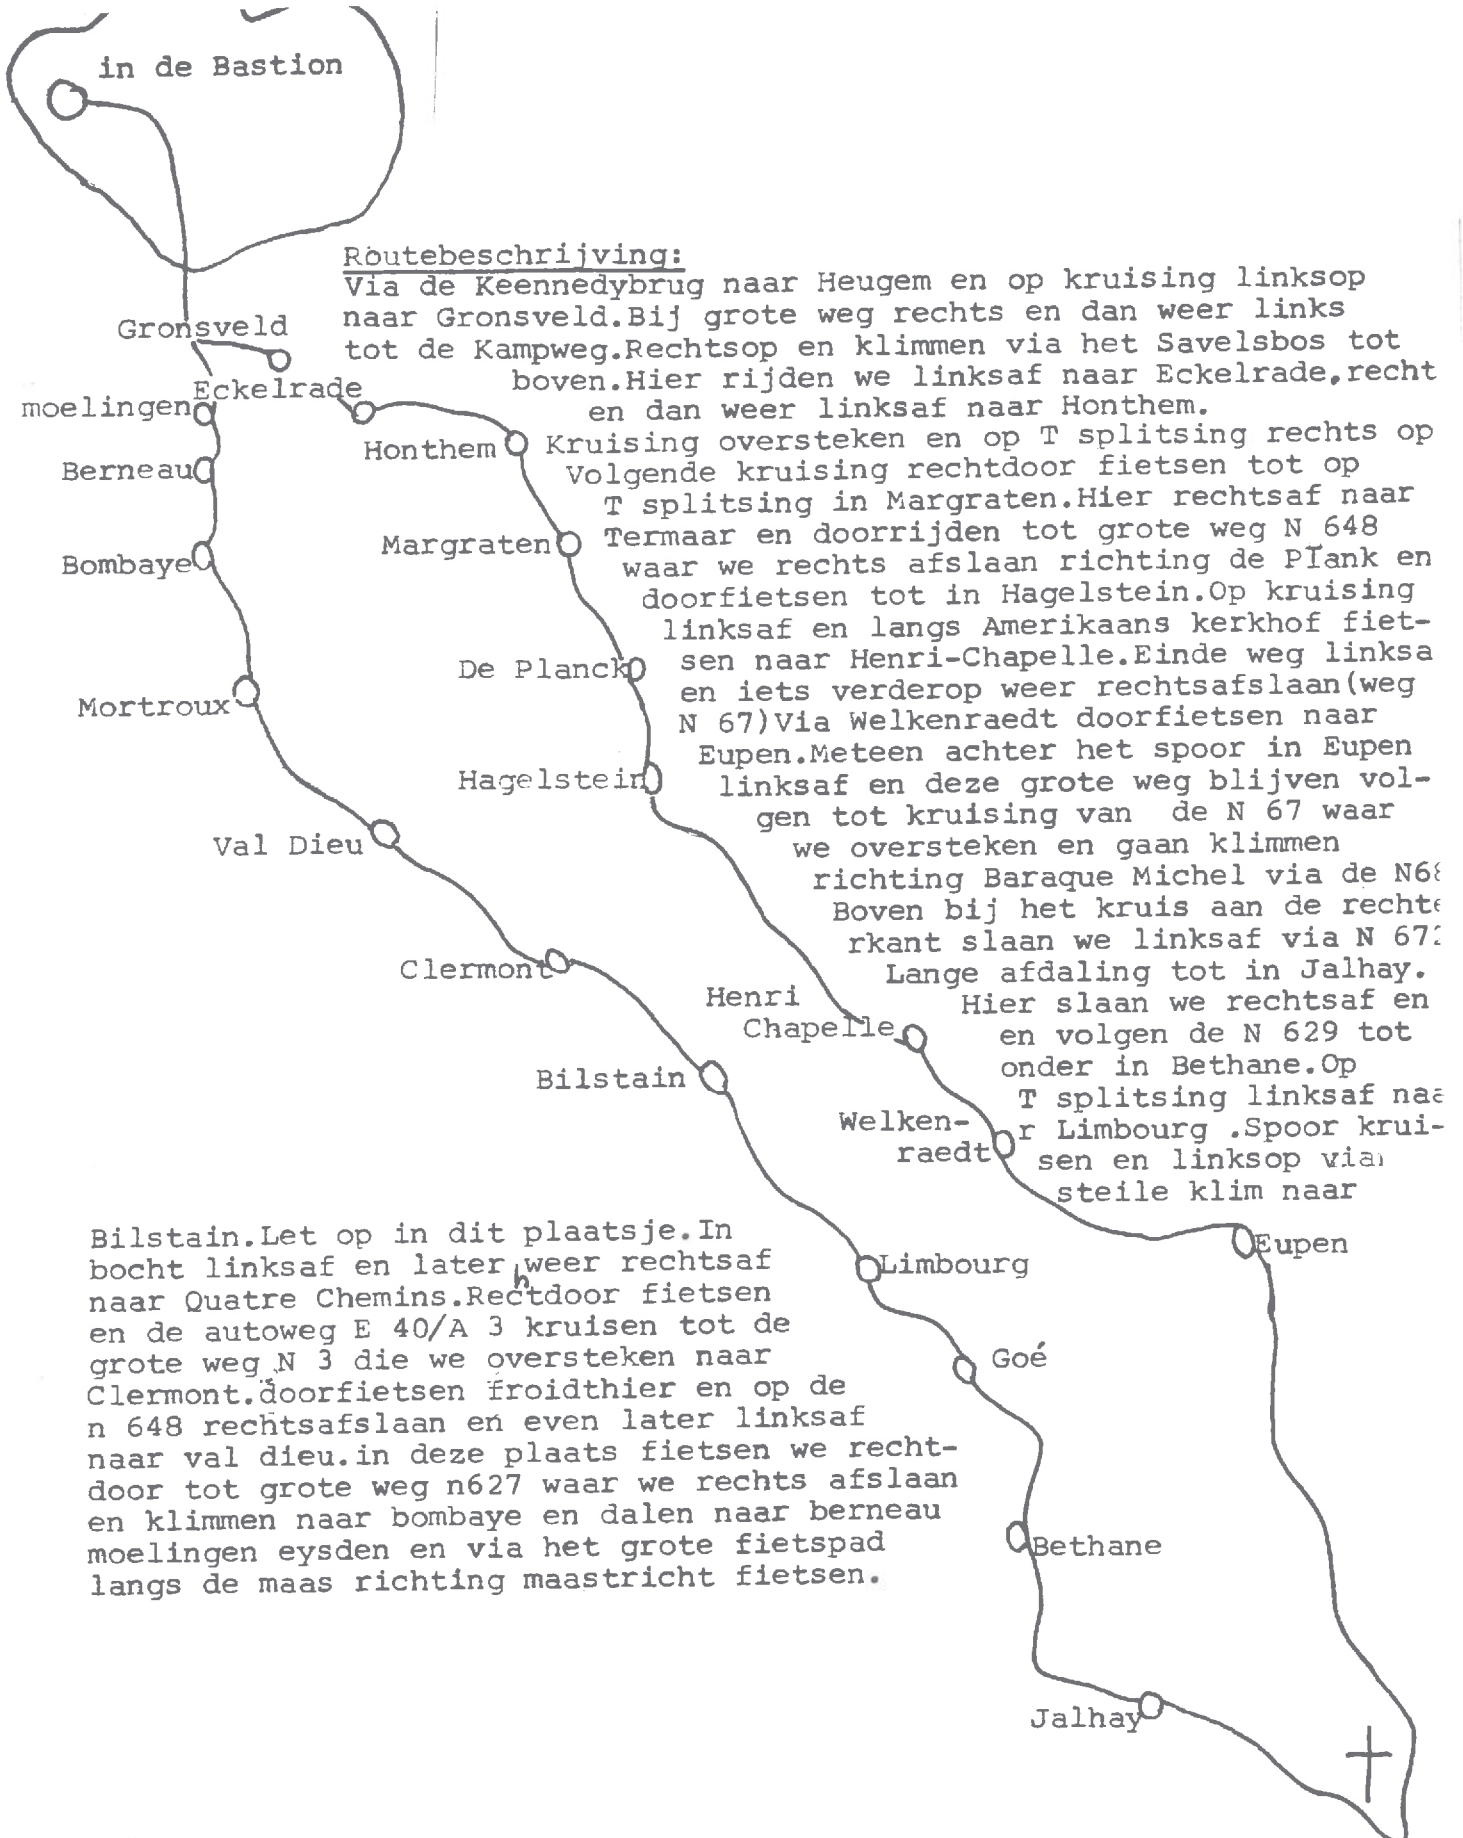 in de Bastion
Routebeschrijving:
Via de Keennedybrug naar Heugem en op kruising linksop
naar Gronsveld.Bij grote weg rechts en dan weer links
tot de Kampweg.Rechtsop en klimmen via het Savelsbos tot
boven.Hier rijden we linksaf naar Eckelrade,recht
en dan weer linksaf naar Honthem.
Kruising oversteken en op T splitsing rechts op
Volgende kruising rechtdoor fietsen tot op
T splitsing in Margraten.Hier rechtsaf naar
Termaar en doorrijden tot grote weg N 648
waar we rechts afslaan richting de Plank en
doorfietsen tot in Hagelstein.Op kruising
linksaf en langs Amerikaans kerkhof fiet-
sen naar Henri-Chapelle.Einde weg linksa
en iets verderop weer rechtsafslaan(weg
N 67)Via Welkenraedt doorfietsen naar
Eupen.Meteen achter het spoor in Eupen
linksaf en deze grote weg blijven vol-
gen tot kruising van de N 67 waar
we oversteken en gaan klimmen
richting Baraque Michel via de N68
Boven bij het kruis aan de rechte
rkant slaan we linksaf via N 672
Lange afdaling tot in Jalhay.
Hier slaan we rechtsaf en
en volgen de N 629 tot
onder in Bethane.Op
T splitsing linksaf naa
r Limbourg .Spoor krui-
sen en linksop via
steile klim naar
Bilstain.Let op in dit plaatsje.In
bocht linksaf en later weer rechtsaf
naar Quatre Chemins.Rechtdoor fietsen
en de autoweg E 40/A 3 kruisen tot de
grote weg N 3 die we oversteken naar
Clermont.doorfietsen froidthier en op de
n 648 rechtsafslaan en even later linksaf
naar val dieu.in deze plaats fietsen we recht-
door tot grote weg n627 waar we rechts afslaan
en klimmen naar bombaye en dalen naar berneau
moelingen eysden en via het grote fietspad
langs de maas richting maastricht fietsen.
Gronsveld
Eckelrade
moelingen
Honthem
Berneau
Margraten
Bombaye
De Planck
Mortroux
Hagelstein
Val Dieu
Clermont
Henri
Chapelle
Bilstain
Welken-
raedt
Eupen
Limbourg
Goé
Bethane
Jalhay